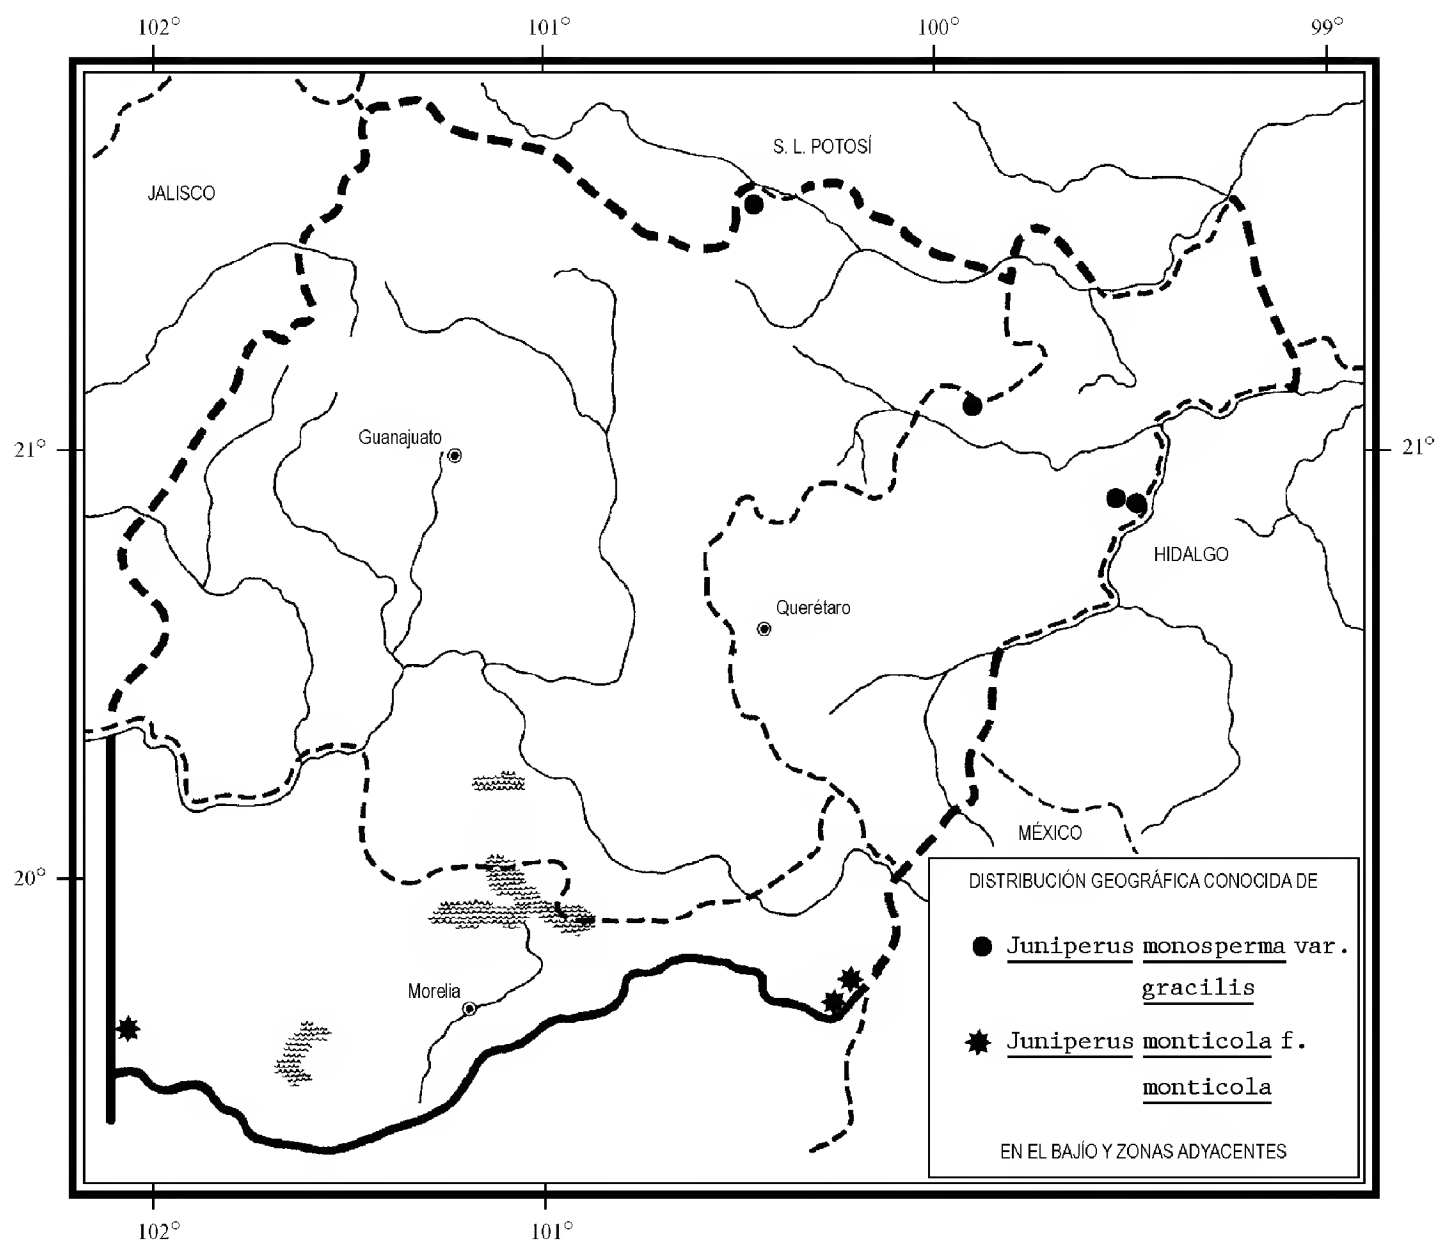 102° 101° 100° 99°
S. L. POTOSÍ
JALISCO
Guanajuato
21° 21°
HIDALGO
Querétaro
MÉXICO
20°
DISTRIBUCIÓN GEOGRÁFICA CONOCIDA DE
Juniperus monosperma var.
gracilis
Morelia
Juniperus monticola f.
monticola
EN EL BAJÍO Y ZONAS ADYACENTES
102° 101°